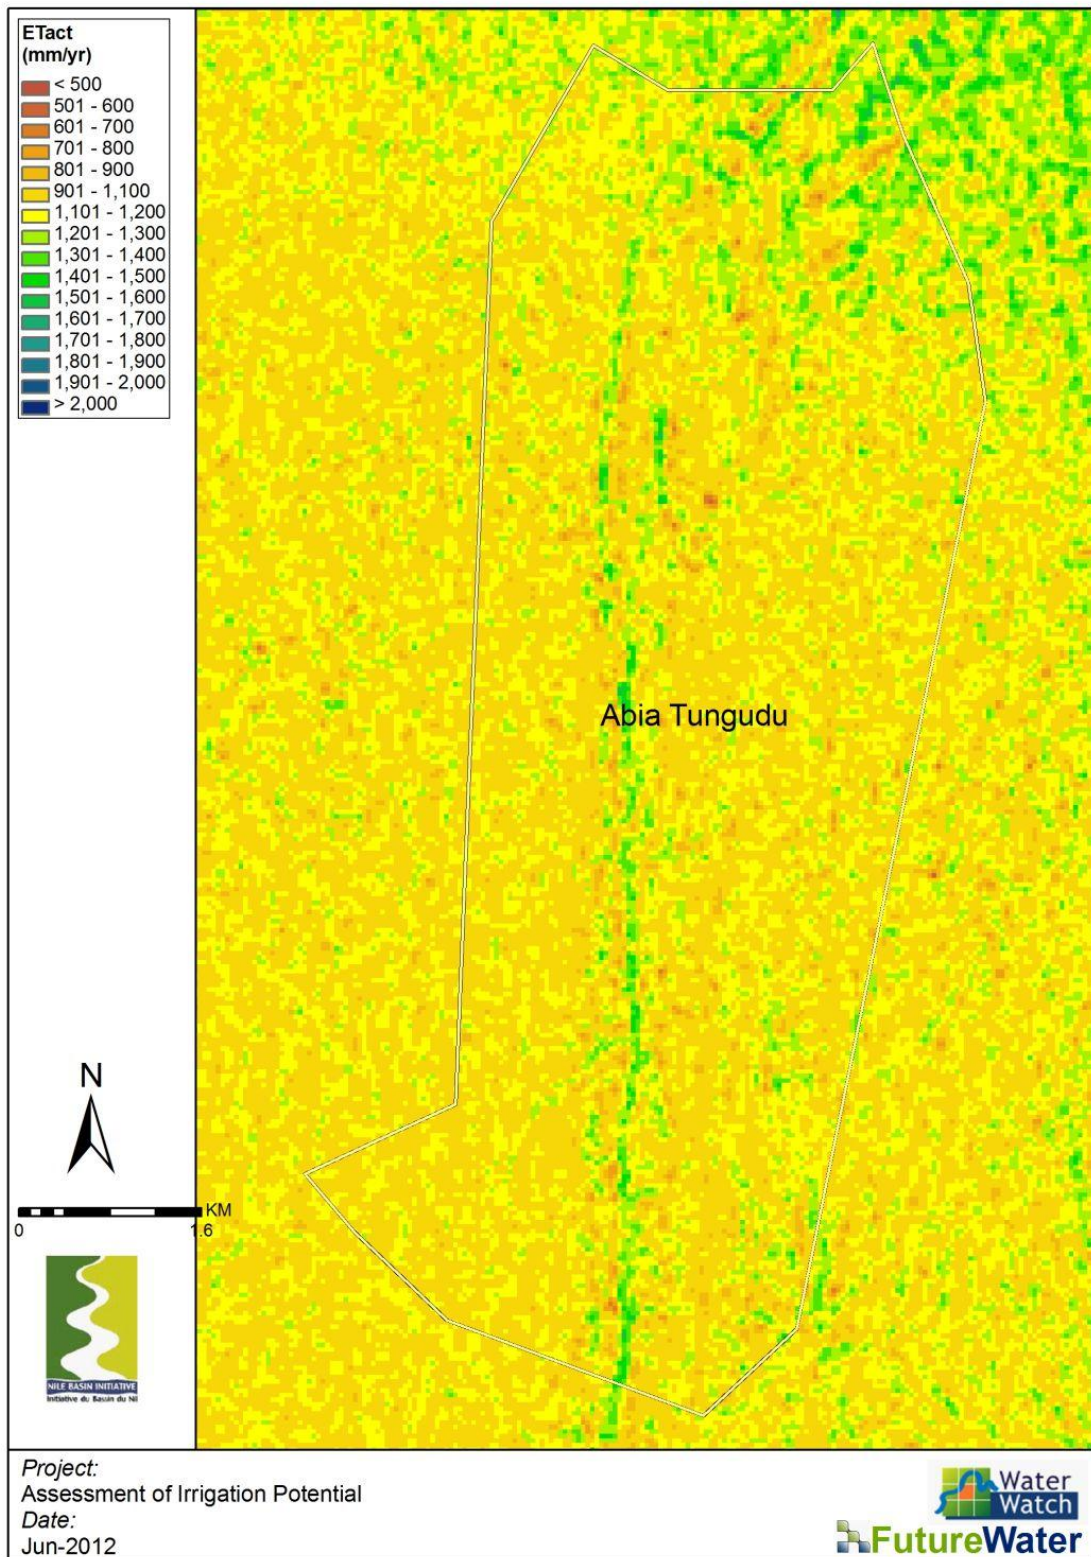 ETact
(mm/yr)
< 500
501 - 600
601 - 700
701 - 800
801 - 900
901 - 1,100
1,101 - 1,200
1,201 - 1,300
1,301 - 1,400
1,401 - 1,500
1,501 - 1,600
1,601 - 1,700
1,701 - 1,800
1,801 - 1,900
1,901 - 2,000
> 2,000
Abia Tungudu
N
KM
0 1.6
NILE BASIN INITIATIVE
Initiative du Bassin du Nil
Project:
Assessment of Irrigation Potential
Date:
Jun-2012
Water
Watch
FutureWater